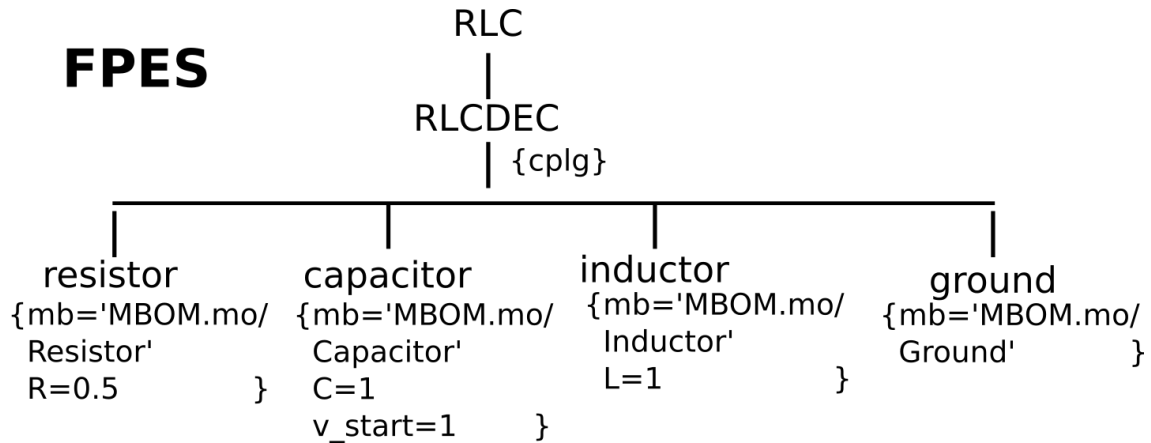 RLC
FPES
RLCDEC
{cplg}
resistor
{mb='MBOM.mo/
Resistor'
R=0.5 }
capacitor
{mb='MBOM.mo/
Capacitor'
C=1
v_start=1 }
inductor
{mb='MBOM.mo/
Inductor'
L=1 }
ground
{mb='MBOM.mo/
Ground' }